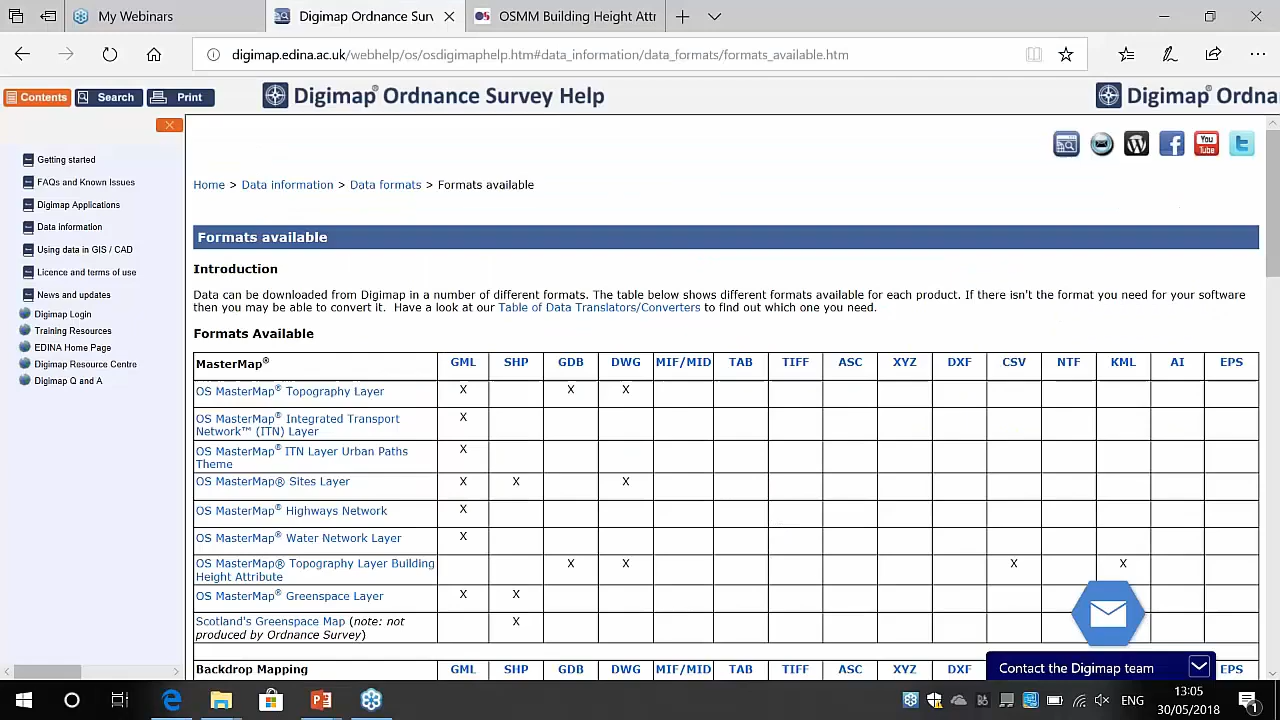 My Webinars
Digimap Ordnance Surv
OSMM Building Height Attr
digimap.edina.ac.uk/webhelp/os/osdigimaphelp.htm#data_information/data_formats/formats_available.htm
Contents
Search
Print
Digimap® Ordnance Survey Help
Digimap® Ordna
Getting started
FAQs and Known Issues
Digimap Applications
Data Information
Using data in GIS / CAD
Licence and terms of use
News and updates
Digimap Login
Training Resources
EDINA Home Page
Digimap Resource Centre
Digimap Q and A
You
Tube
Home > Data information > Data formats > Formats available
Formats available
Introduction
Data can be downloaded from Digimap in a number of different formats. The table below shows different formats available for each product. If there isn't the format you need for your software
then you may be able to convert it. Have a look at our Table of Data Translators/Converters to find out which one you need.
Formats Available
MasterMap® GML SHP GDB DWG MIF/MID TAB TIFF ASC XYZ DXF CSV NTF KML AI EPS
OS MasterMap® Topography Layer X X X
OS MasterMap® Integrated Transport X
Network™ (ITN) Layer
OS MasterMap® ITN Layer Urban Paths X
Theme
OS MasterMap® Sites Layer X X X
OS MasterMap® Highways Network X
OS MasterMap® Water Network Layer X
OS MasterMap® Topography Layer Building X X X X
Height Attribute
OS MasterMap® Greenspace Layer X X
Scotland's Greenspace Map (note: not X
produced by Ordnance Survey)
Backdrop Mapping GML SHP GDB DWG MIF/MID TAB TIFF ASC XYZ DXF EPS
Contact the Digimap team
ENG
13:05
30/05/2018
1